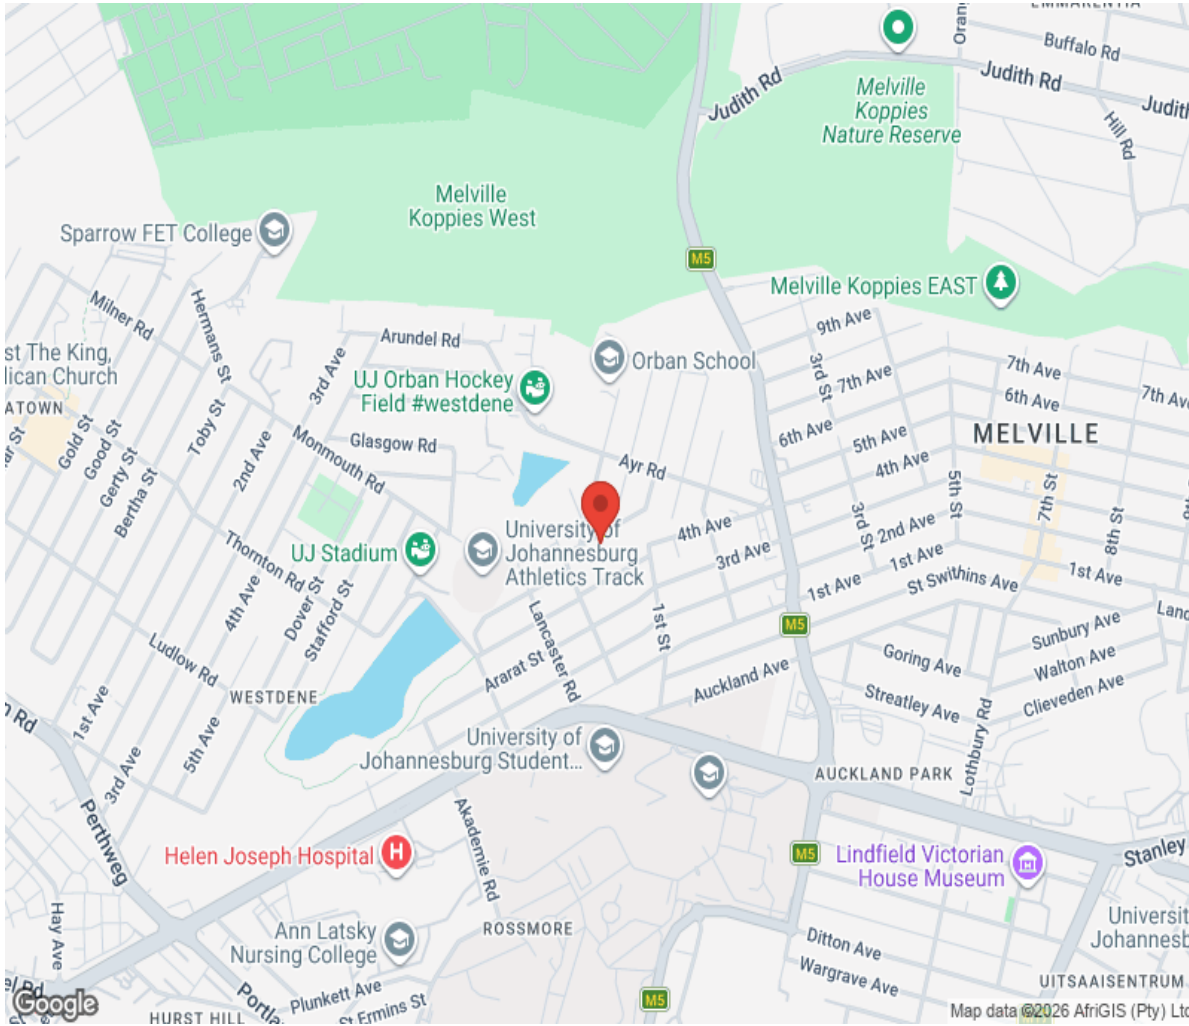 EMMARENTIA
Buffalo Rd
Judith Rd
Judith Rd
Hill Rd
Melville
Koppies
Nature Reserve
Melville
Koppies West
Sparrow FET College
M5
Melville Koppies EAST
Milner Rd
Hermans St
Arundel Rd
3rd Ave
9th Ave
3rd St
7th Ave
7th Ave
7th Ave
6th Ave
st The King,
lican Church
ATOWN
UJ Orban Hockey
Field #westdene
Orban School
Toby St
Gold St
Good St
Gerty St
Bertha St
2nd Ave
Monmouth Rd
Glasgow Rd
Ayr Rd
6th Ave
5th Ave
4th Ave
MELVILLE
5th St
7th St
8th St
3rd St
2nd Ave
1st Ave
1st Ave
1st Ave
4th Ave
3rd Ave
1st St
St Swithins Ave
University of
Johannesburg
Athletics Track
UJ Stadium
Thornton Rd
4th Ave
Dover St
Stafford St
Lancaster Rd
Ararat St
Auckland Ave
M5
Sunbury Ave
Walton Ave
Goring Ave
Clieveden Ave
Streatley Ave
Lothbury Rd
Ludlow Rd
WESTDENE
1st Ave
5th Ave
3rd Ave
University of
Johannesburg Student...
AUCKLAND PARK
Perthweg
Akademie Rd
Helen Joseph Hospital
H
M5
Lindfield Victorian
House Museum
Stanley
Hay Ave
Ann Latsky
Nursing College
ROSSMORE
Ditton Ave
Wargrave Ave
Universit
Johannesb
UITSAAISENTRUM
Plunkett Ave
St Ermins St
HURST HILL
M5
Google
Map data ©2026 AfriGIS (Pty) Ltd